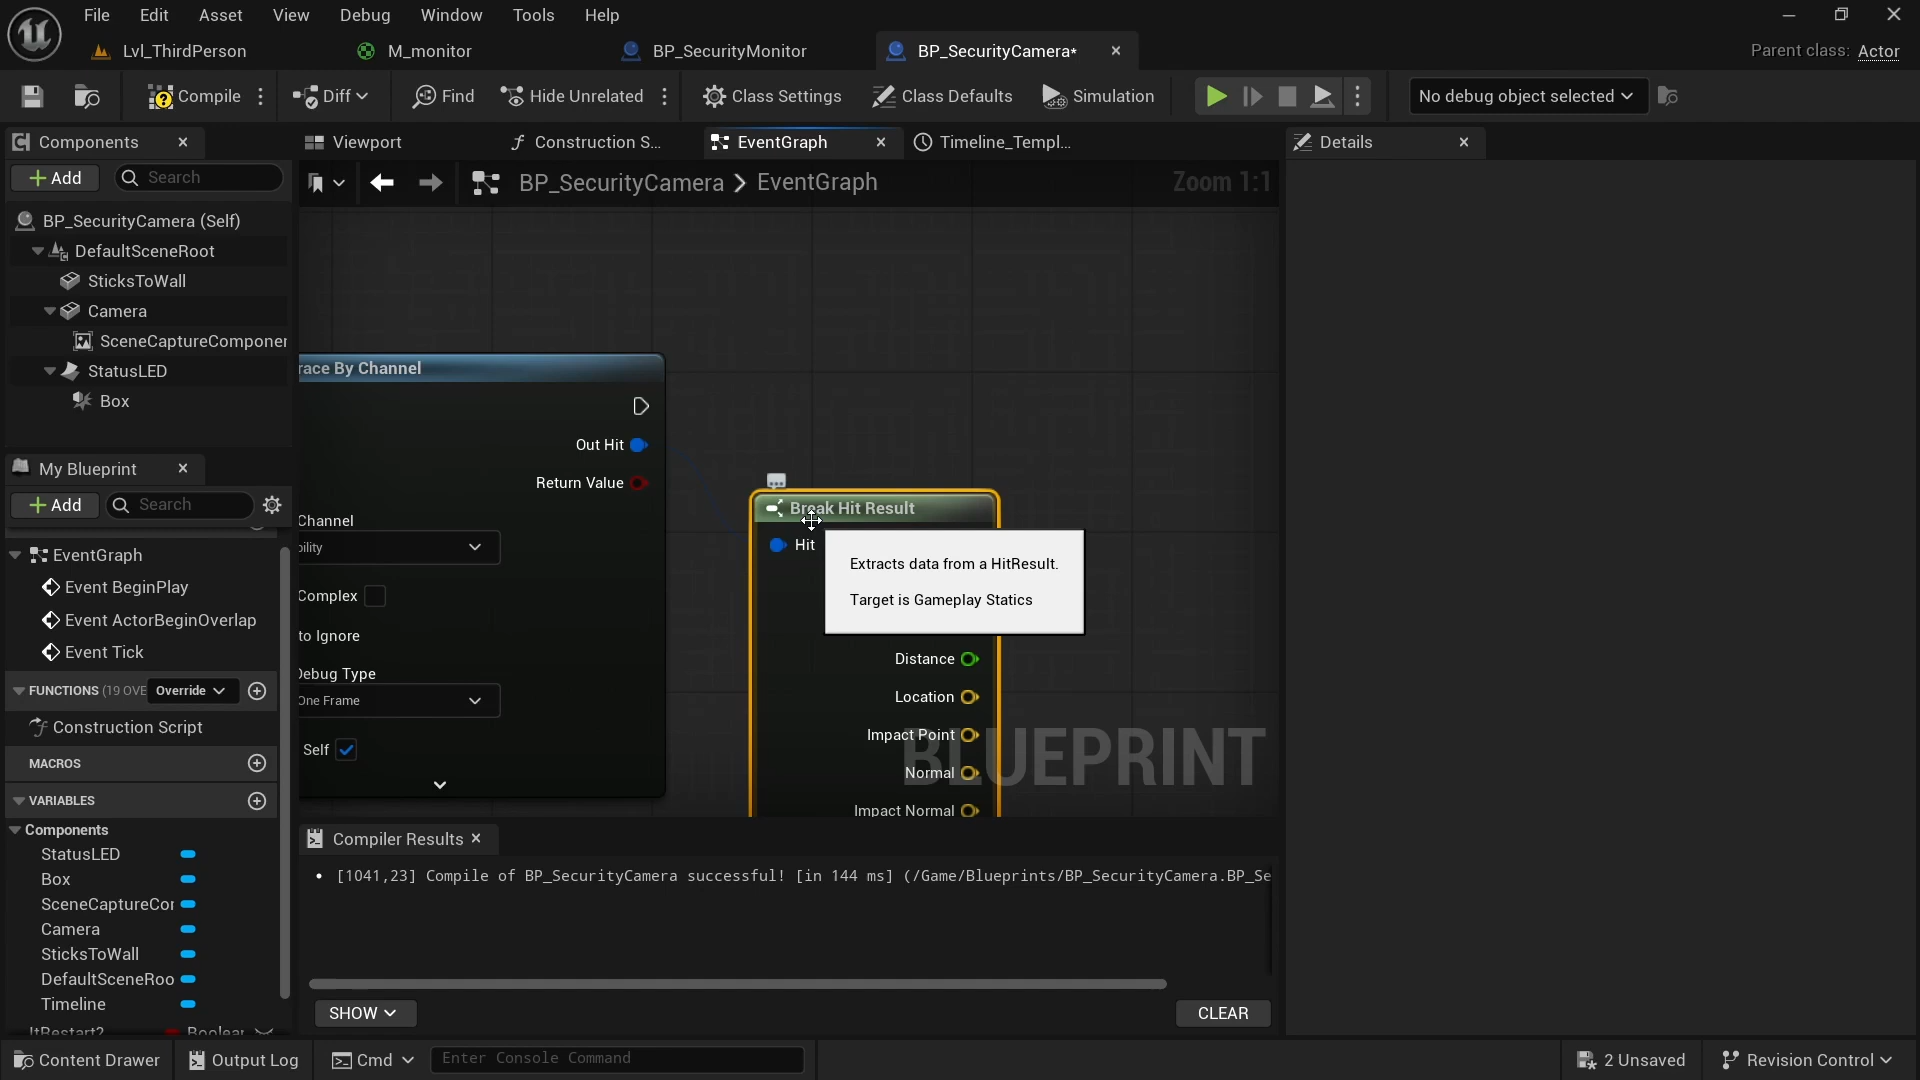 File Edit Asset View Debug Window Tools Help
Lvl_ThirdPerson M_monitor BP_SecurityMonitor BP_SecurityCamera* Parent class: Actor
Compile Diff Find Hide Unrelated Class Settings Class Defaults Simulation No debug object selected
Components Viewport Construction S... EventGraph Timeline_Templ... Details
Add Search BP_SecurityCamera > EventGraph Zoom 1:1
BP_SecurityCamera (Self)
DefaultSceneRoot
SticksToWall
Camera
SceneCaptureComponen
StatusLED
Box
race By Channel
Out Hit
Return Value
Channel
bility
Complex
to Ignore
Debug Type
One Frame
Self
Break Hit Result
Hit
Extracts data from a HitResult.
Target is Gameplay Statics
Distance
Location
Impact Point
Normal
Impact Normal
BLUEPRINT
My Blueprint
Add Search
EventGraph
Event BeginPlay
Event ActorBeginOverlap
Event Tick
FUNCTIONS (19 OVE Override
Construction Script
MACROS
VARIABLES
Components
StatusLED
Box
SceneCaptureCor
Camera
SticksToWall
DefaultSceneRoo
Timeline
Boolear
Compiler Results
[1041,23] Compile of BP_SecurityCamera successful! [in 144 ms] (/Game/Blueprints/BP_SecurityCamera.BP_Se
SHOW CLEAR
Content Drawer Output Log Cmd Enter Console Command 2 Unsaved Revision Control